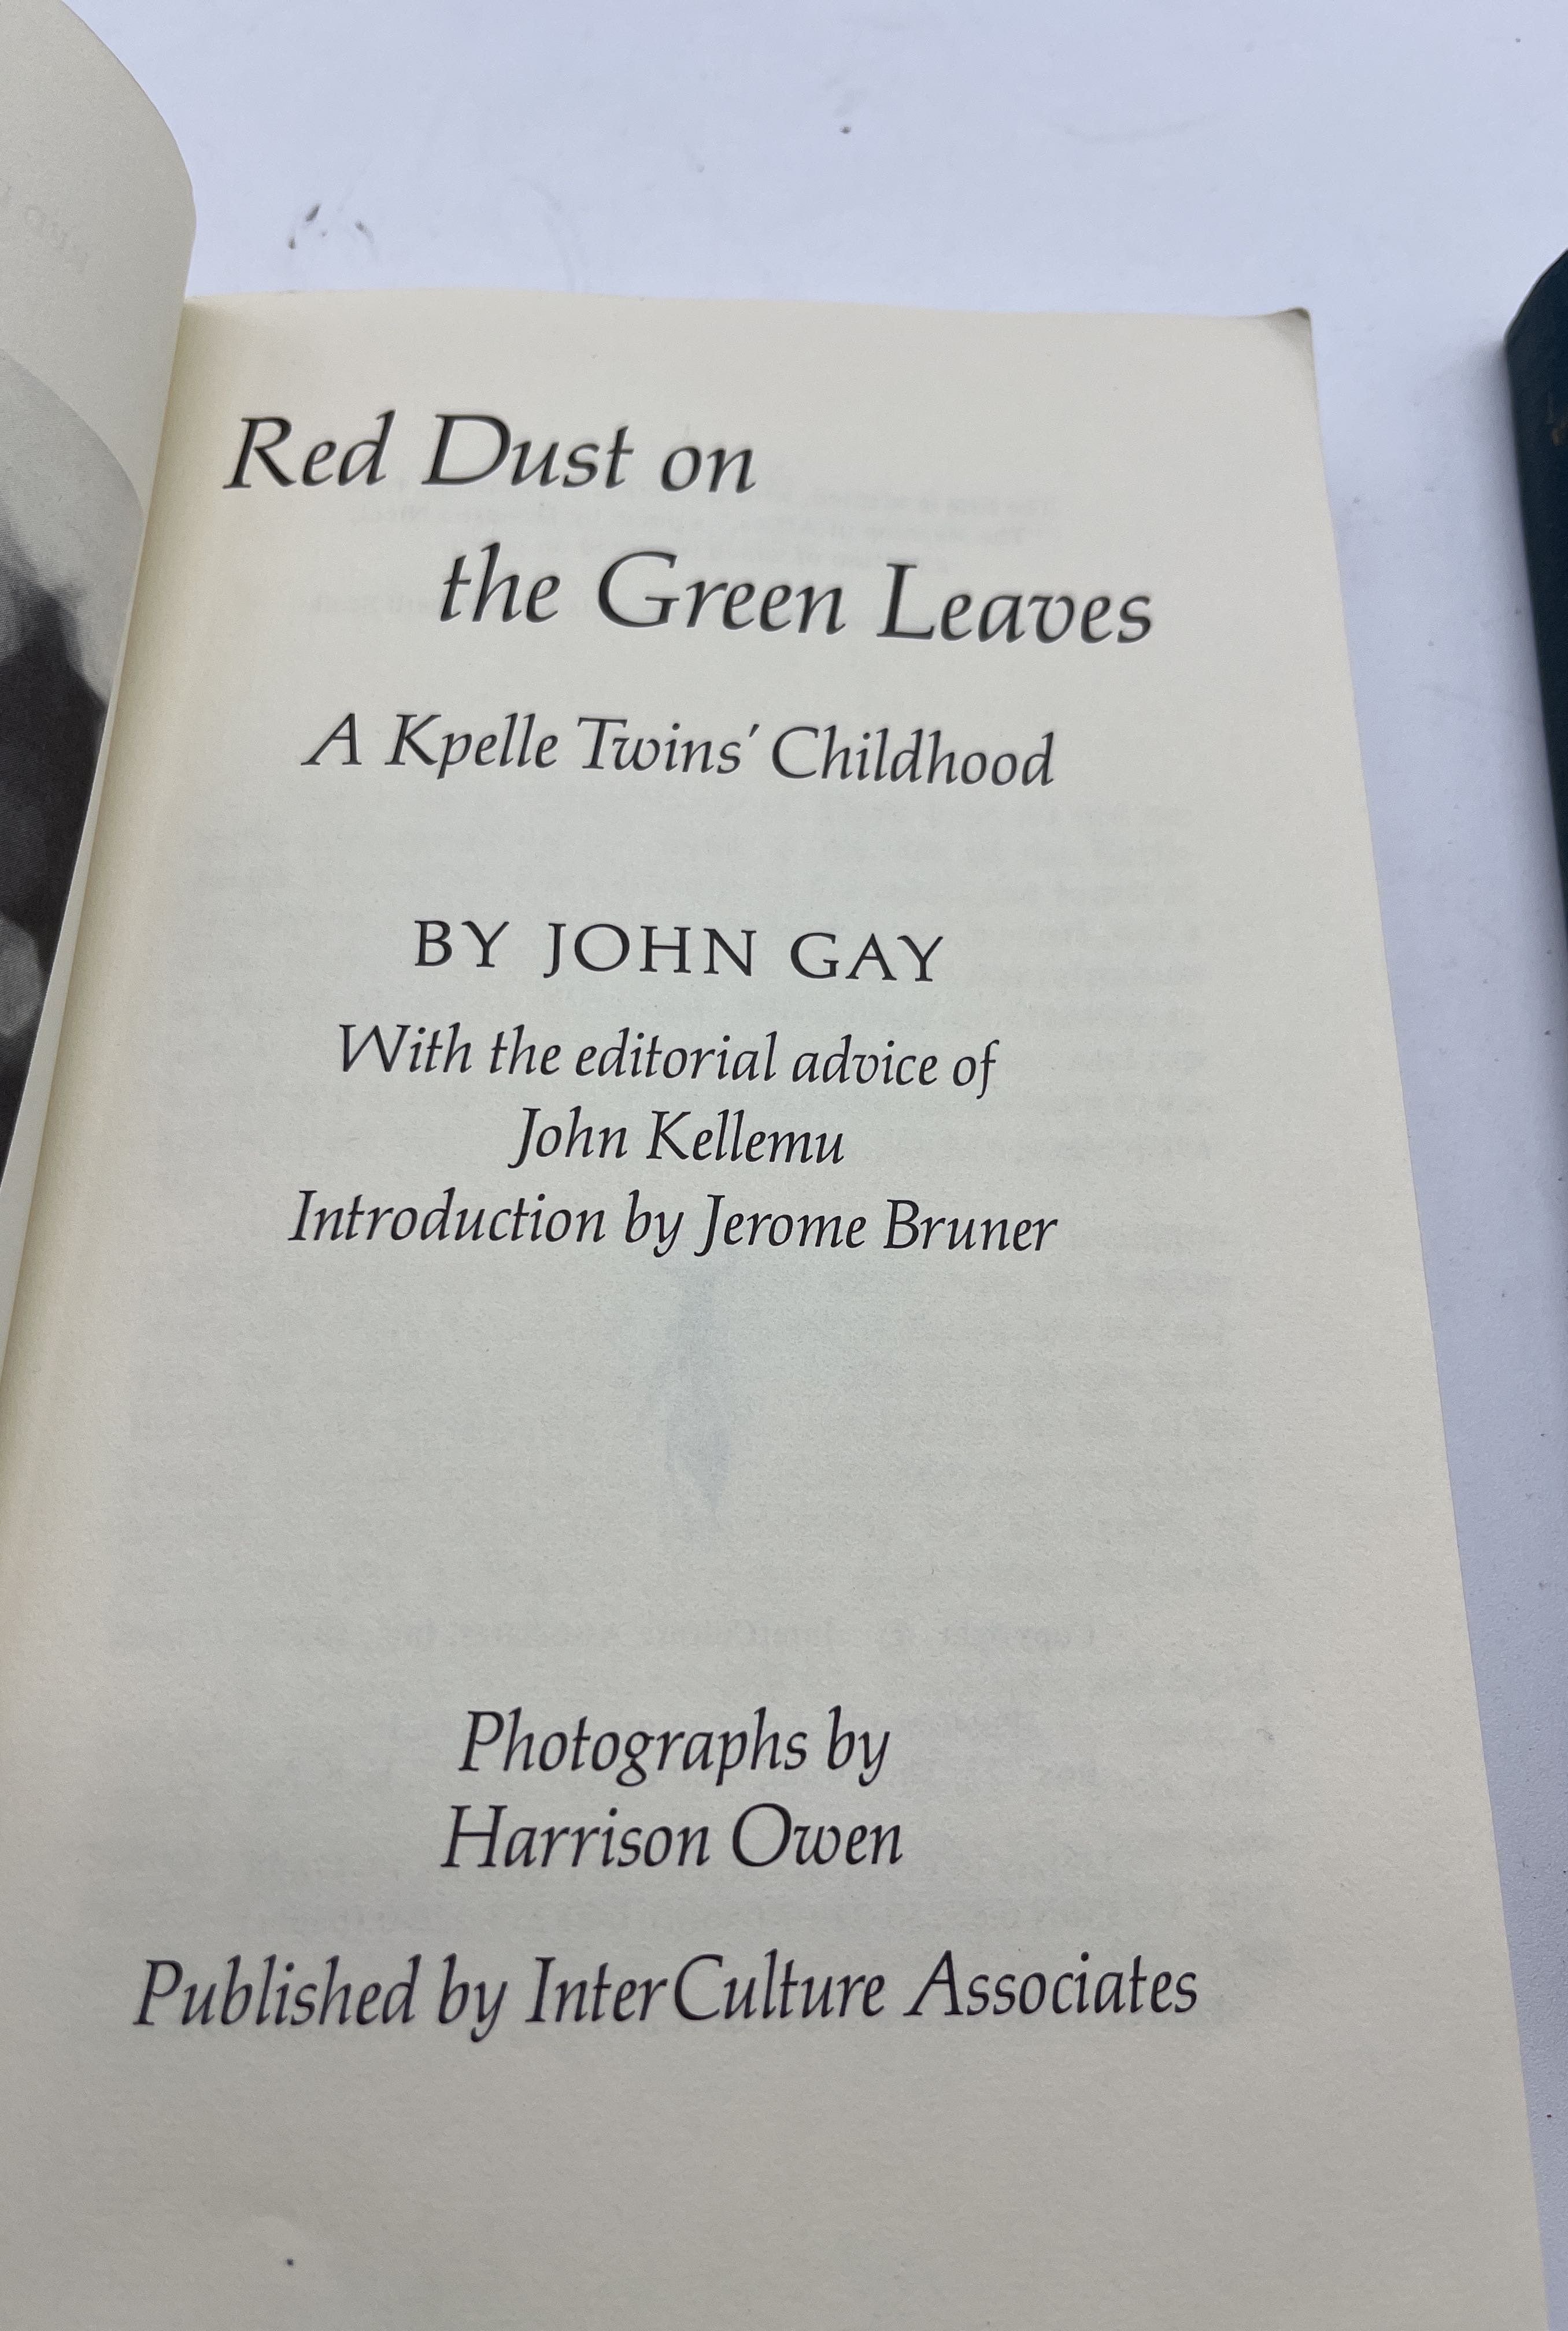 Red Dust on
the Green Leaves
A Kpelle Twins' Childhood
BY JOHN GAY
With the editorial advice of
John Kellemu
Introduction by Jerome Bruner
Photographs by
Harrison Owen
Published by InterCulture Associates